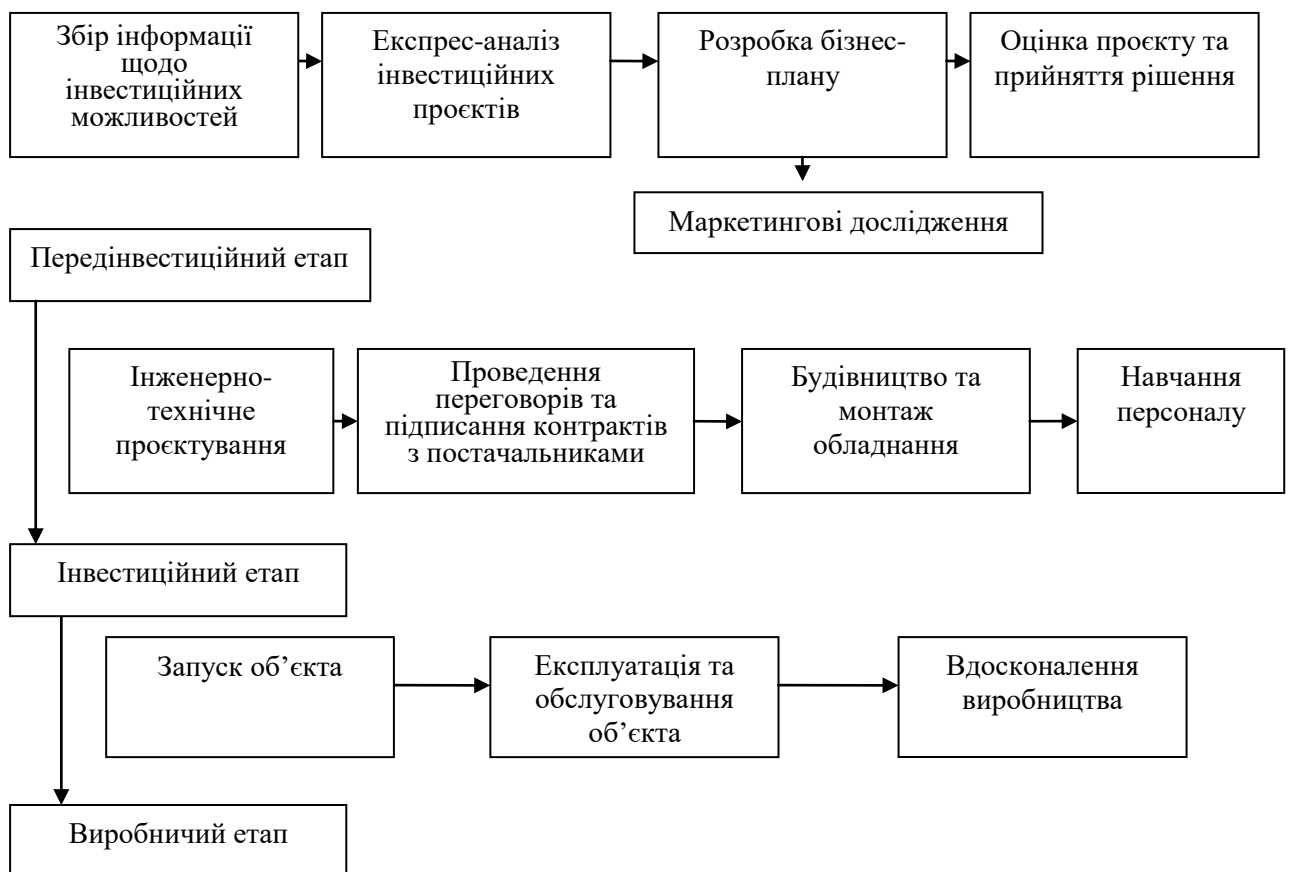 Збір інформації
щодо
інвестиційних
можливостей
Експрес-аналіз
інвестиційних
проєктів
Розробка бізнес-
плану
Оцінка проєкту та
прийняття рішення
Маркетингові дослідження
Передінвестиційний етап
Інженерно-
технічне
проєктування
Проведення
переговорів та
підписання контрактів
з постачальниками
Будівництво та
монтаж
обладнання
Навчання
персоналу
Інвестиційний етап
Запуск об’єкта
Експлуатація та
обслуговування
об’єкта
Вдосконалення
виробництва
Виробничий етап